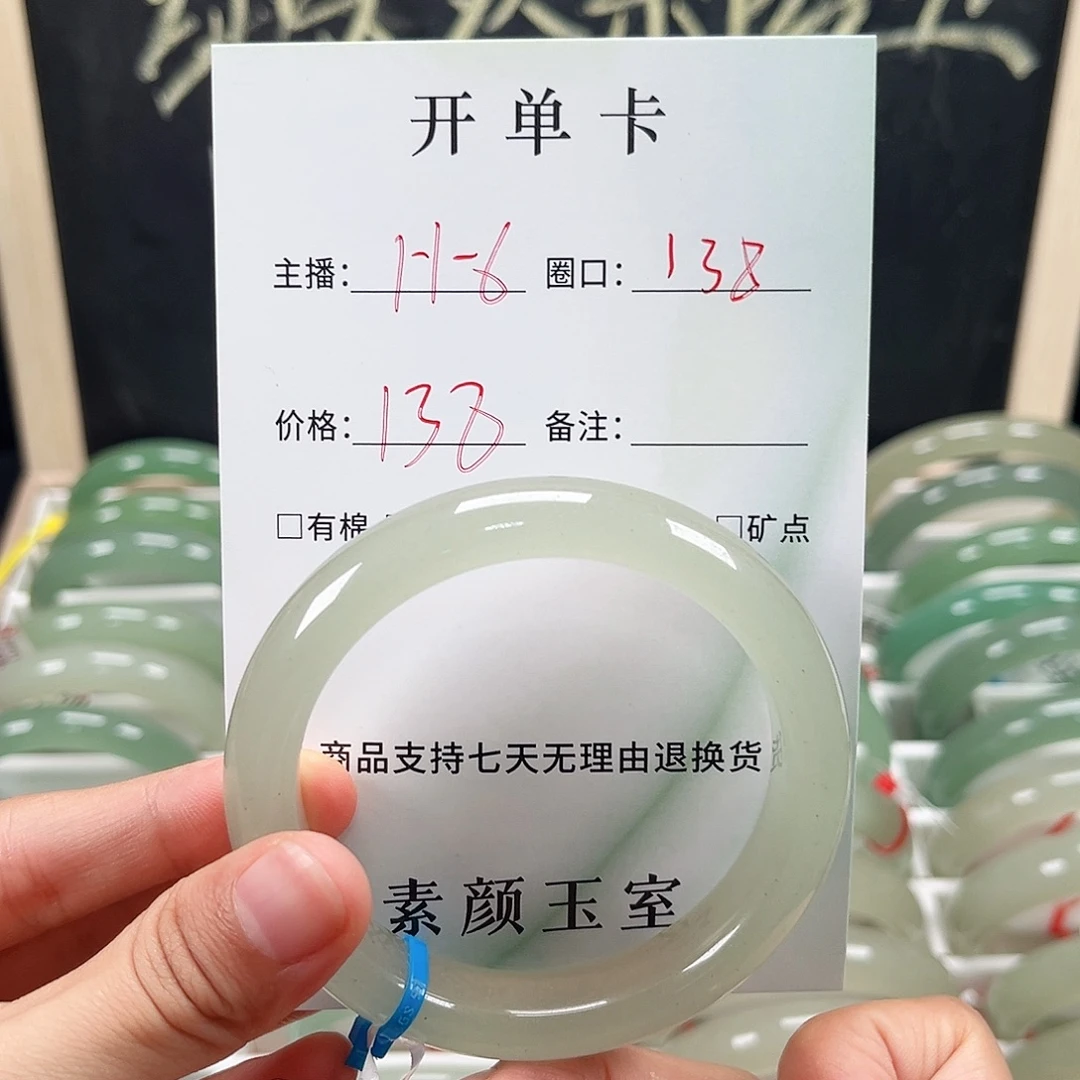 开单卡
主播： H-6 圈口： 138
价格： 138 备注：
□有棉 □矿点
商品支持七天无理由退换货
素颜玉室